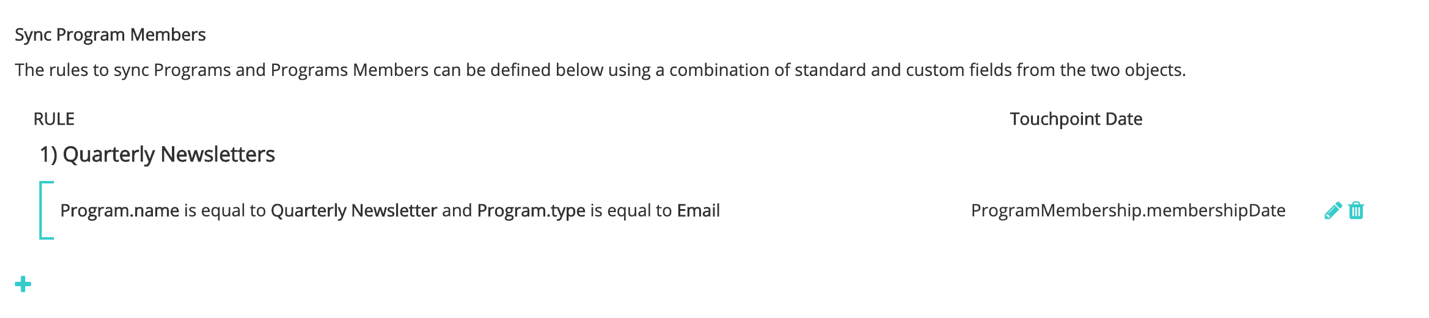 Sync Program Members
The rules to sync Programs and Programs Members can be defined below using a combination of standard and custom fields from the two objects.
RULE Touchpoint Date
1) Quarterly Newsletters
Program.name is equal to Quarterly Newsletter and Program.type is equal to Email ProgramMembership.membershipDate